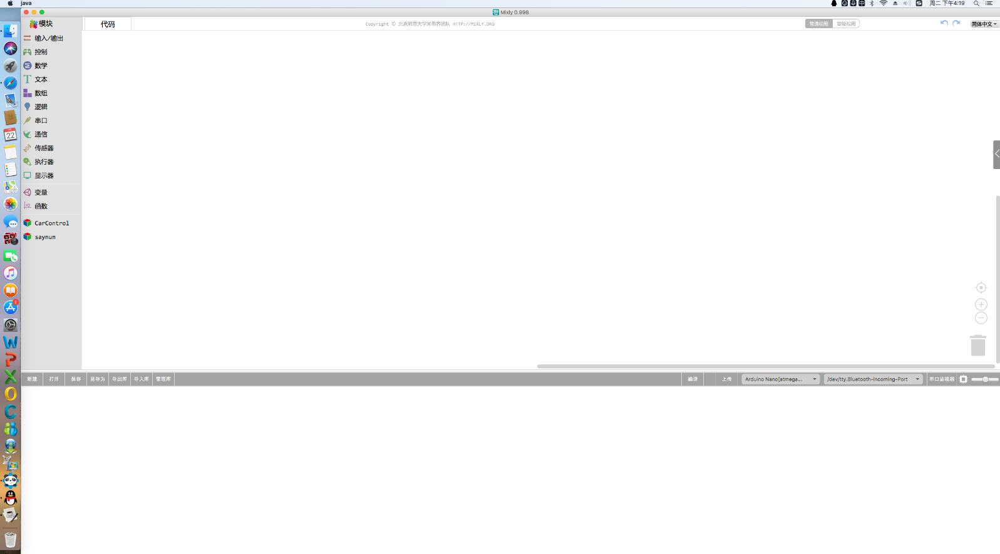 java
中
周二 下午4:19
Mixly 0.998
模块
代码
Copyright © 北京师范大学米思齐团队 HTTP://MIXLY.ORG
普通视图
高级视图
简体中文
输入/输出
控制
数学
文本
数组
逻辑
串口
通信
传感器
执行器
显示器
变量
函数
CarControl
saynum
22
2
新建
打开
保存
另存为
导出库
导入库
管理库
编译
上传
Arduino Nano[atmega...
/dev/tty.Bluetooth-Incoming-Port
串口监视器